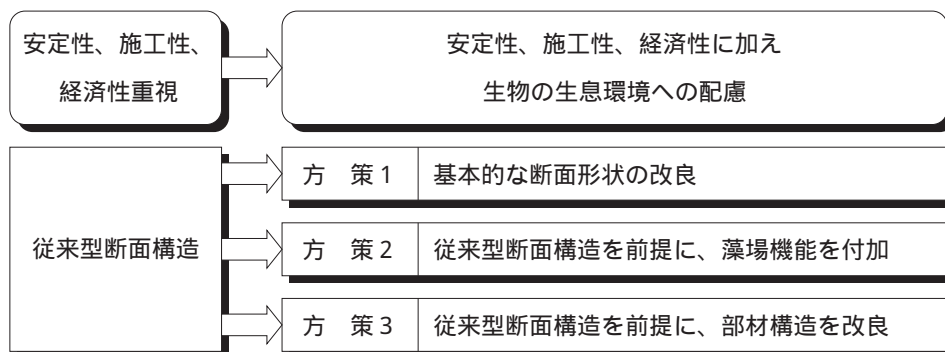 安定性、施工性、
経済性重視
安定性、施工性、経済性に加え
生物の生息環境への配慮
従来型断面構造
方 策1 基本的な断面形状の改良
方 策2 従来型断面構造を前提に、藻場機能を付加
方 策3 従来型断面構造を前提に、部材構造を改良